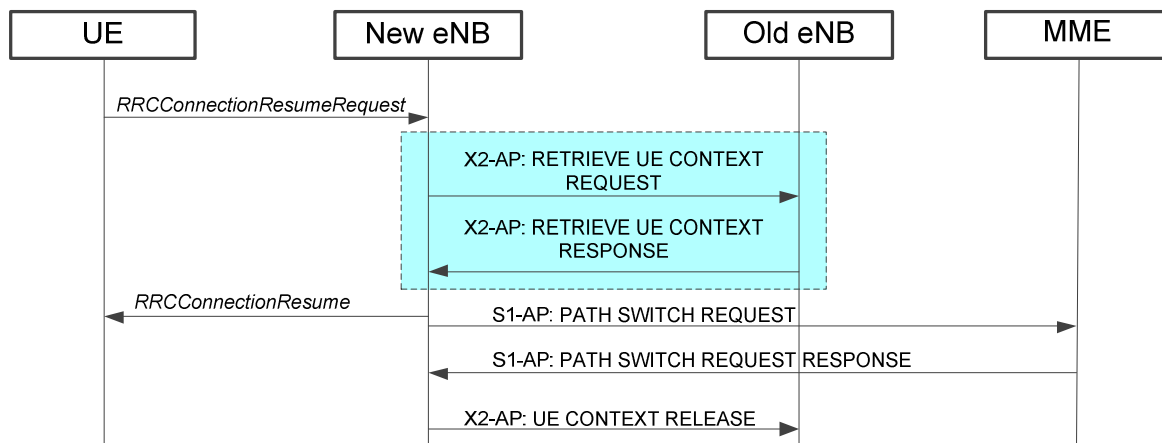 UE
New eNB
Old eNB
MME
RRCConnectionResumeRequest
X2-AP: RETRIEVE UE CONTEXT
REQUEST
X2-AP: RETRIEVE UE CONTEXT
RESPONSE
RRCConnectionResume
S1-AP: PATH SWITCH REQUEST
S1-AP: PATH SWITCH REQUEST RESPONSE
X2-AP: UE CONTEXT RELEASE